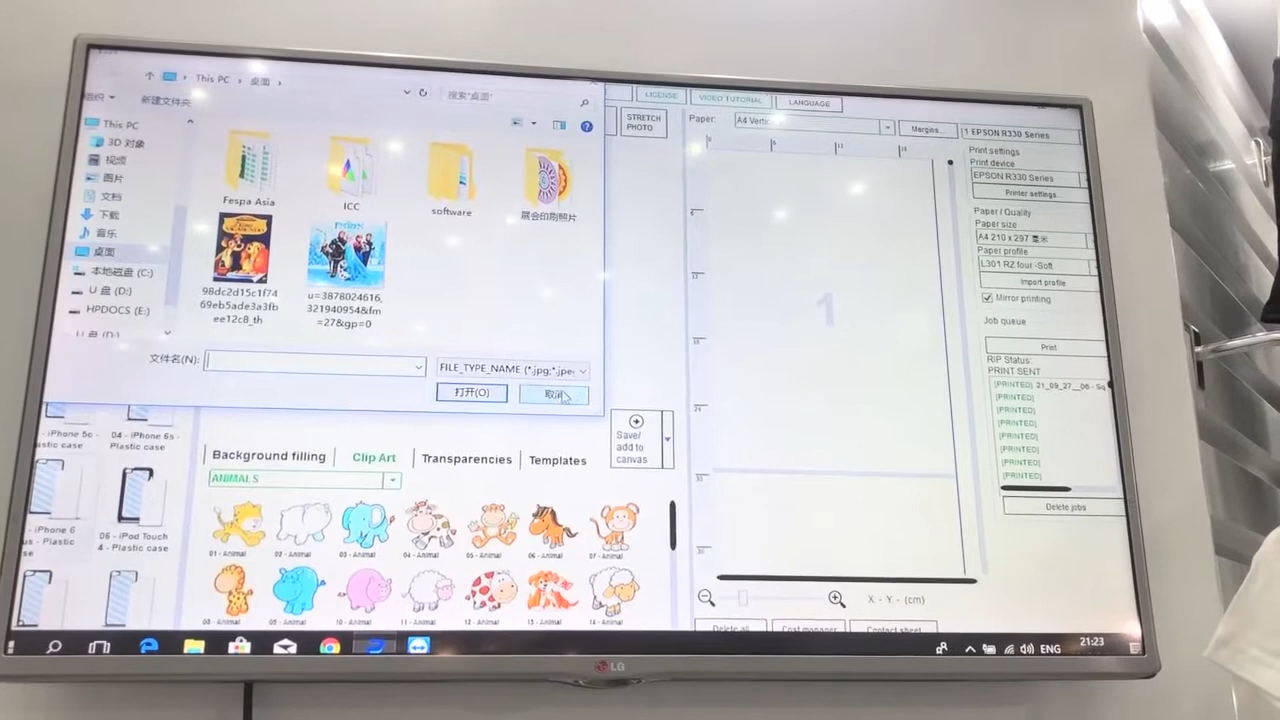 This PC
桌面
搜索"桌面"
组织
新建文件夹
This PC
3D 对象
视频
图片
文档
下载
音乐
桌面
本地磁盘 (C:)
U 盘 (D:)
HPDOCS (E:)
U 盘 (D:)
Fespa Asia
ICC
software
展会印刷照片
FROZEN
98dc2d15c1f74
69eb5ade3a3fb
ee12c8_th
u=3878024616,
321940954&fm
=27&gp=0
文件名(N):
FILE_TYPE_NAME (*.jpg;*.jpe
打开(O)
取消
LICENSE
VIDEO TUTORIAL
LANGUAGE
STRETCH
PHOTO
Paper:
A4 Vertic
Margins...
1 EPSON R330 Series
Print settings
Print device
EPSON R330 Series
Printer settings
Paper / Quality
Paper size
A4 210 x 297 毫米
Paper profile
L301 RZ four -Soft
Import profile
Mirror printing
Job queue
Print
RIP Status:
PRINT SENT
[PRINTED] 21_09_27__06 - Sq
[PRINTED]
[PRINTED]
[PRINTED]
[PRINTED]
[PRINTED]
[PRINTED]
[PRINTED]
Delete jobs
1
Save/
add to
canvas
- iPhone 5c -
astic case
04 - iPhone 6s -
Plastic case
- iPhone 6
us - Plastic
se
06 - iPod Touch
4 - Plastic case
Background filling
Clip Art
Transparencies
Templates
ANIMALS
01 - Animal
02 - Animal
03 - Animal
04 - Animal
05 - Animal
06 - Animal
07 - Animal
08 - Animal
09 - Animal
10 - Animal
11 - Animal
12 - Animal
13 - Animal
14 - Animal
X: - Y: - (cm)
Delete all
Cost manager
Contact sheet
ENG
21:23
LG